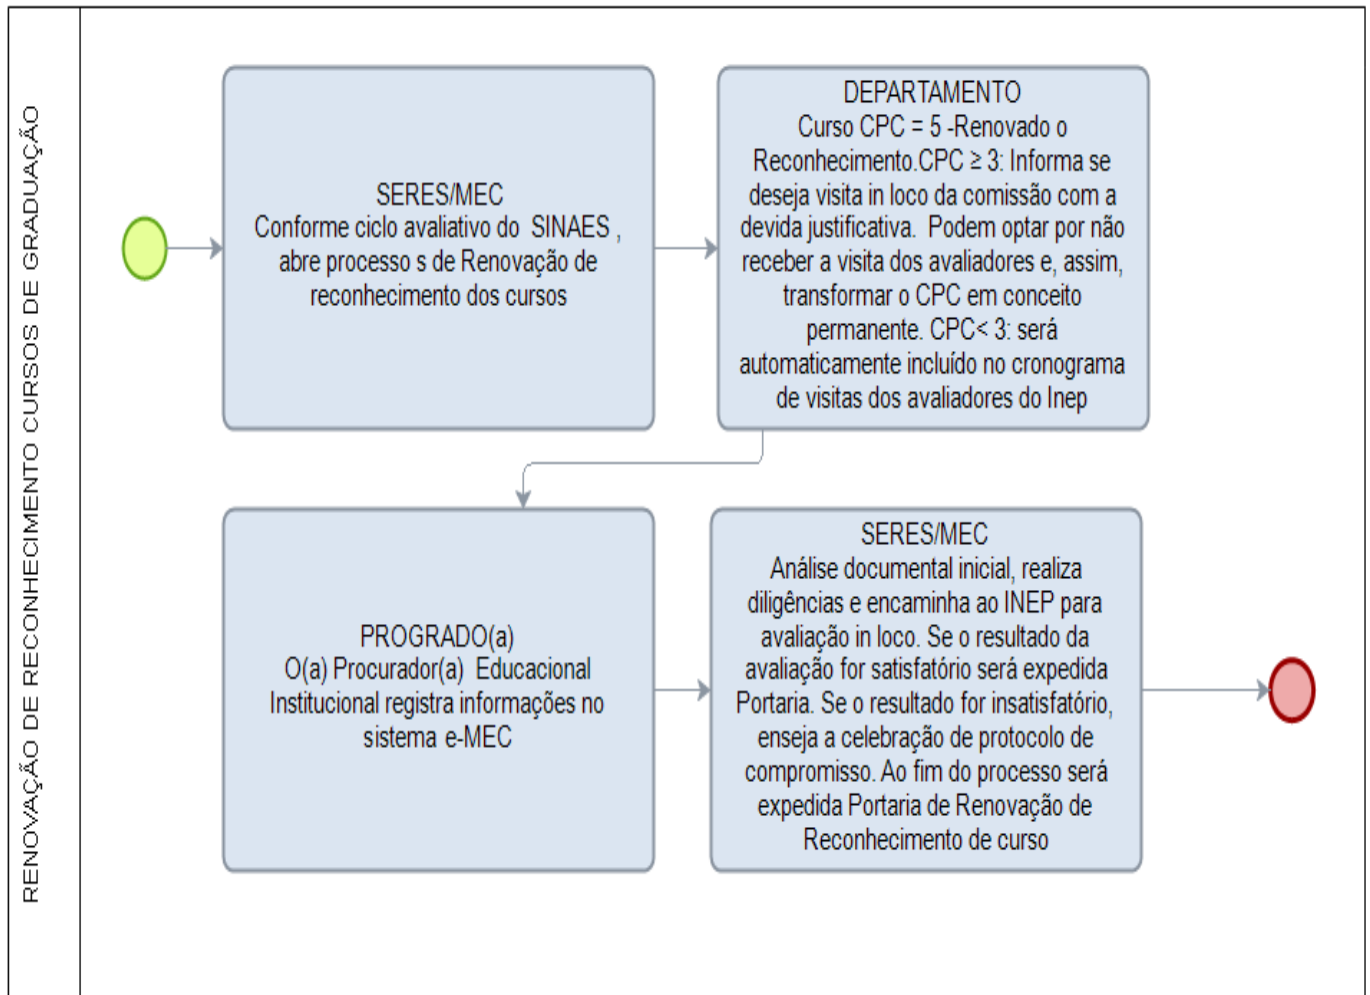 RENOVAÇÃO DE RECONHECIMENTO CURSOS DE GRADUAÇÃO
SERES/MEC
Conforme ciclo avaliativo do  SINAES ,
abre processo s de Renovação de
reconhecimento dos cursos
DEPARTAMENTO
Curso CPC = 5 -Renovado o
Reconhecimento.CPC ≥ 3: Informa se
deseja visita in loco da comissão com a
devida justificativa.  Podem optar por não
receber a visita dos avaliadores e, assim,
transformar o CPC em conceito
permanente. CPC< 3: será
automaticamente incluído no cronograma
de visitas dos avaliadores do Inep
PROGRADO(a)
O(a) Procurador(a)  Educacional
Institucional registra informações no
sistema e-MEC
SERES/MEC
Análise documental inicial, realiza
diligências e encaminha ao INEP para
avaliação in loco. Se o resultado da
avaliação for satisfatório será expedida
Portaria. Se o resultado for insatisfatório,
enseja a celebração de protocolo de
compromisso. Ao fim do processo será
expedida Portaria de Renovação de
Reconhecimento de curso